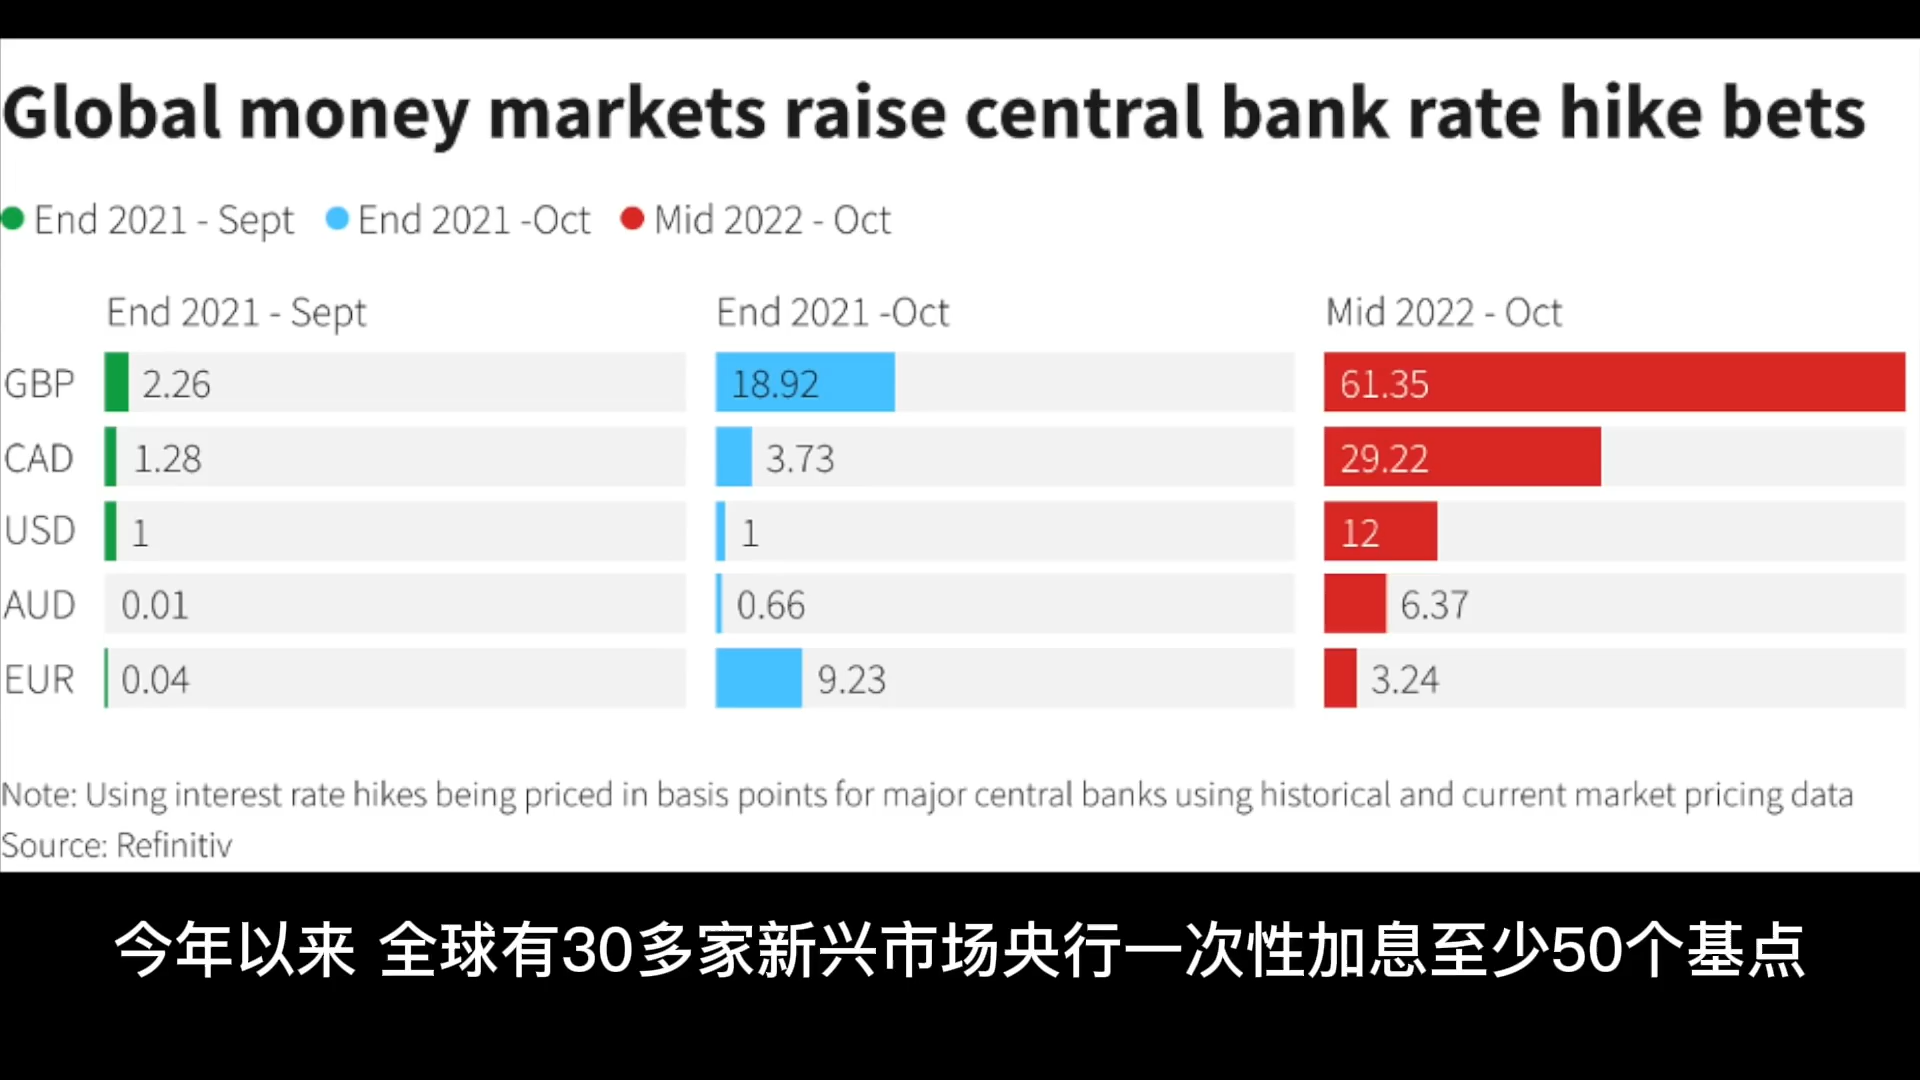 Global money markets raise central bank rate hike bets
End 2021 - Sept End 2021 -Oct Mid 2022 - Oct
End 2021 - Sept End 2021 -Oct Mid 2022 - Oct
GBP 2.26 18.92 61.35
CAD 1.28 3.73 29.22
USD 1 1 12
AUD 0.01 0.66 6.37
EUR 0.04 9.23 3.24
Note: Using interest rate hikes being priced in basis points for major central banks using historical and current market pricing data
Source: Refinitiv
今年以来 全球有30多家新兴市场央行一次性加息至少50个基点